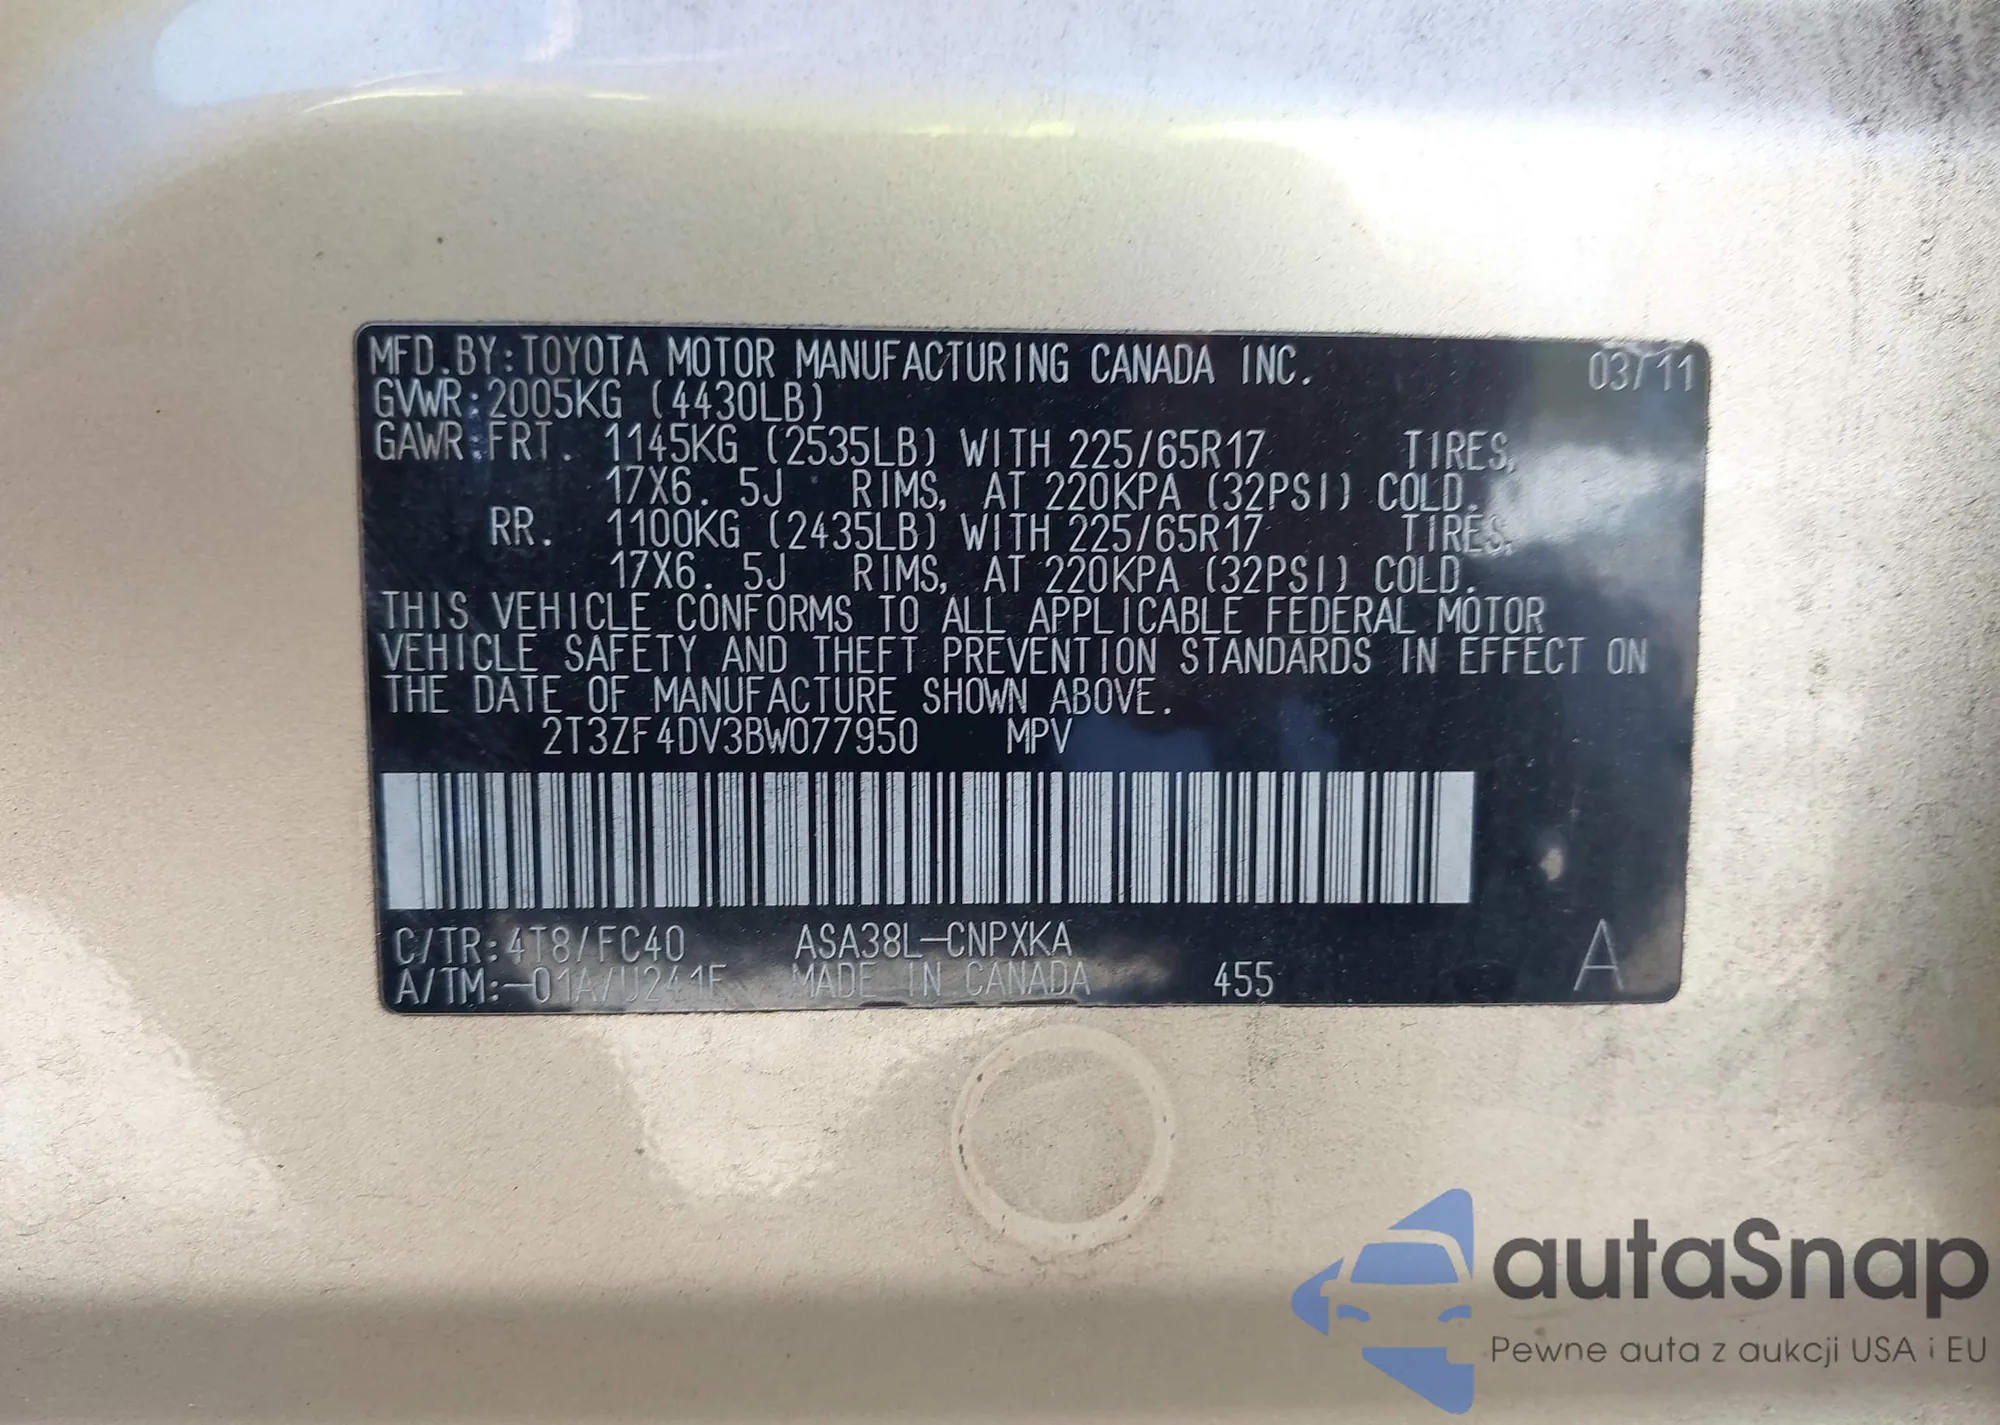 MFD.BY:TOYOTA MOTOR MANUFACTURING CANADA INC. 03/11
GVWR:2005KG (4430LB)
GAWR:FRT. 1145KG (2535LB) WITH 225/65R17 TIRES,
17X6.5J RIMS, AT 220KPA (32PSI) COLD.
RR. 1100KG (2435LB) WITH 225/65R17 TIRES,
17X6.5J RIMS, AT 220KPA (32PSI) COLD.
THIS VEHICLE CONFORMS TO ALL APPLICABLE FEDERAL MOTOR
VEHICLE SAFETY AND THEFT PREVENTION STANDARDS IN EFFECT ON
THE DATE OF MANUFACTURE SHOWN ABOVE.
2T3ZF4DV3BW077950 MPV
C/TR:4T8/FC40 ASA38L-CNPXKA
A/TM:-01A/U241F MADE IN CANADA 455 A
autaSnap
Pewne auta z aukcji USA i EU